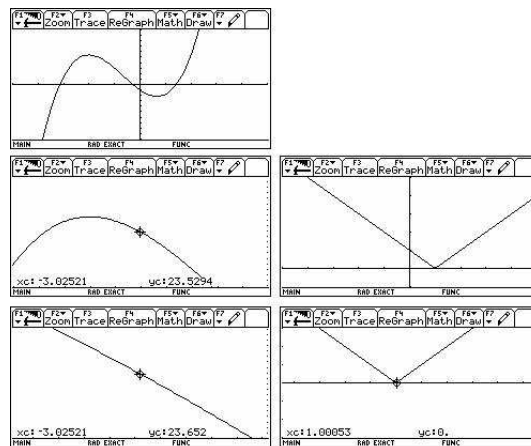 F1 F2 F3 F4 F5 F6 F7
Zoom Trace ReGraph Math Draw
MAIN RAD EXACT FUNC
F1 F2 F3 F4 F5 F6 F7
Zoom Trace ReGraph Math Draw
xc:-3.02521 yc:23.5294
MAIN RAD EXACT FUNC
F1 F2 F3 F4 F5 F6 F7
Zoom Trace ReGraph Math Draw
MAIN RAD EXACT FUNC
F1 F2 F3 F4 F5 F6 F7
Zoom Trace ReGraph Math Draw
xc:-3.02521 yc:23.652
MAIN RAD EXACT FUNC
F1 F2 F3 F4 F5 F6 F7
Zoom Trace ReGraph Math Draw
xc:1.00053 yc:0.
MAIN RAD EXACT FUNC